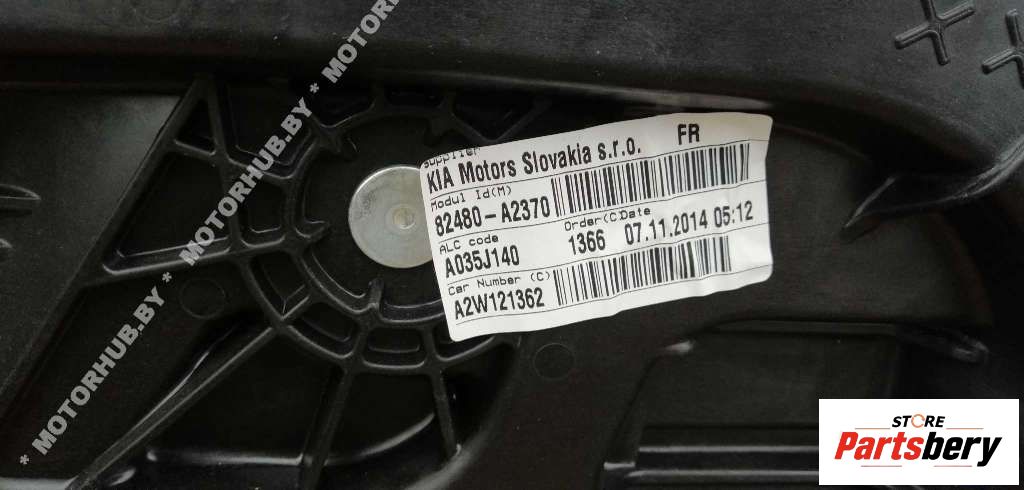 * MOTORHUB.BY * MOTORHUB.BY * MOTORHUB.BY
supplier
KIA Motors Slovakia s.r.o. FR
Modul Id(M)
82480-A2370
ALC code Order(C Date
A035J140 1366 07.11.2014 05:12
Car Number (C)
A2W121362
STORE
Partsbery